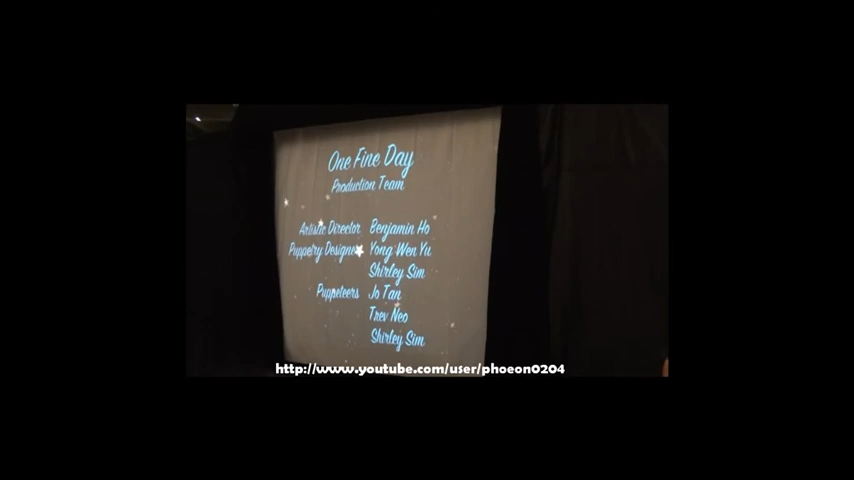 One Fine Day
Production Team
Artistic Director Benjamin Ho
Puppetry Designer Yong Wen Yu
Shirley Sim
Puppeteers Jo Tan
Trev Neo
Shirley Sim
http://www.youtube.com/user/phoeon0204